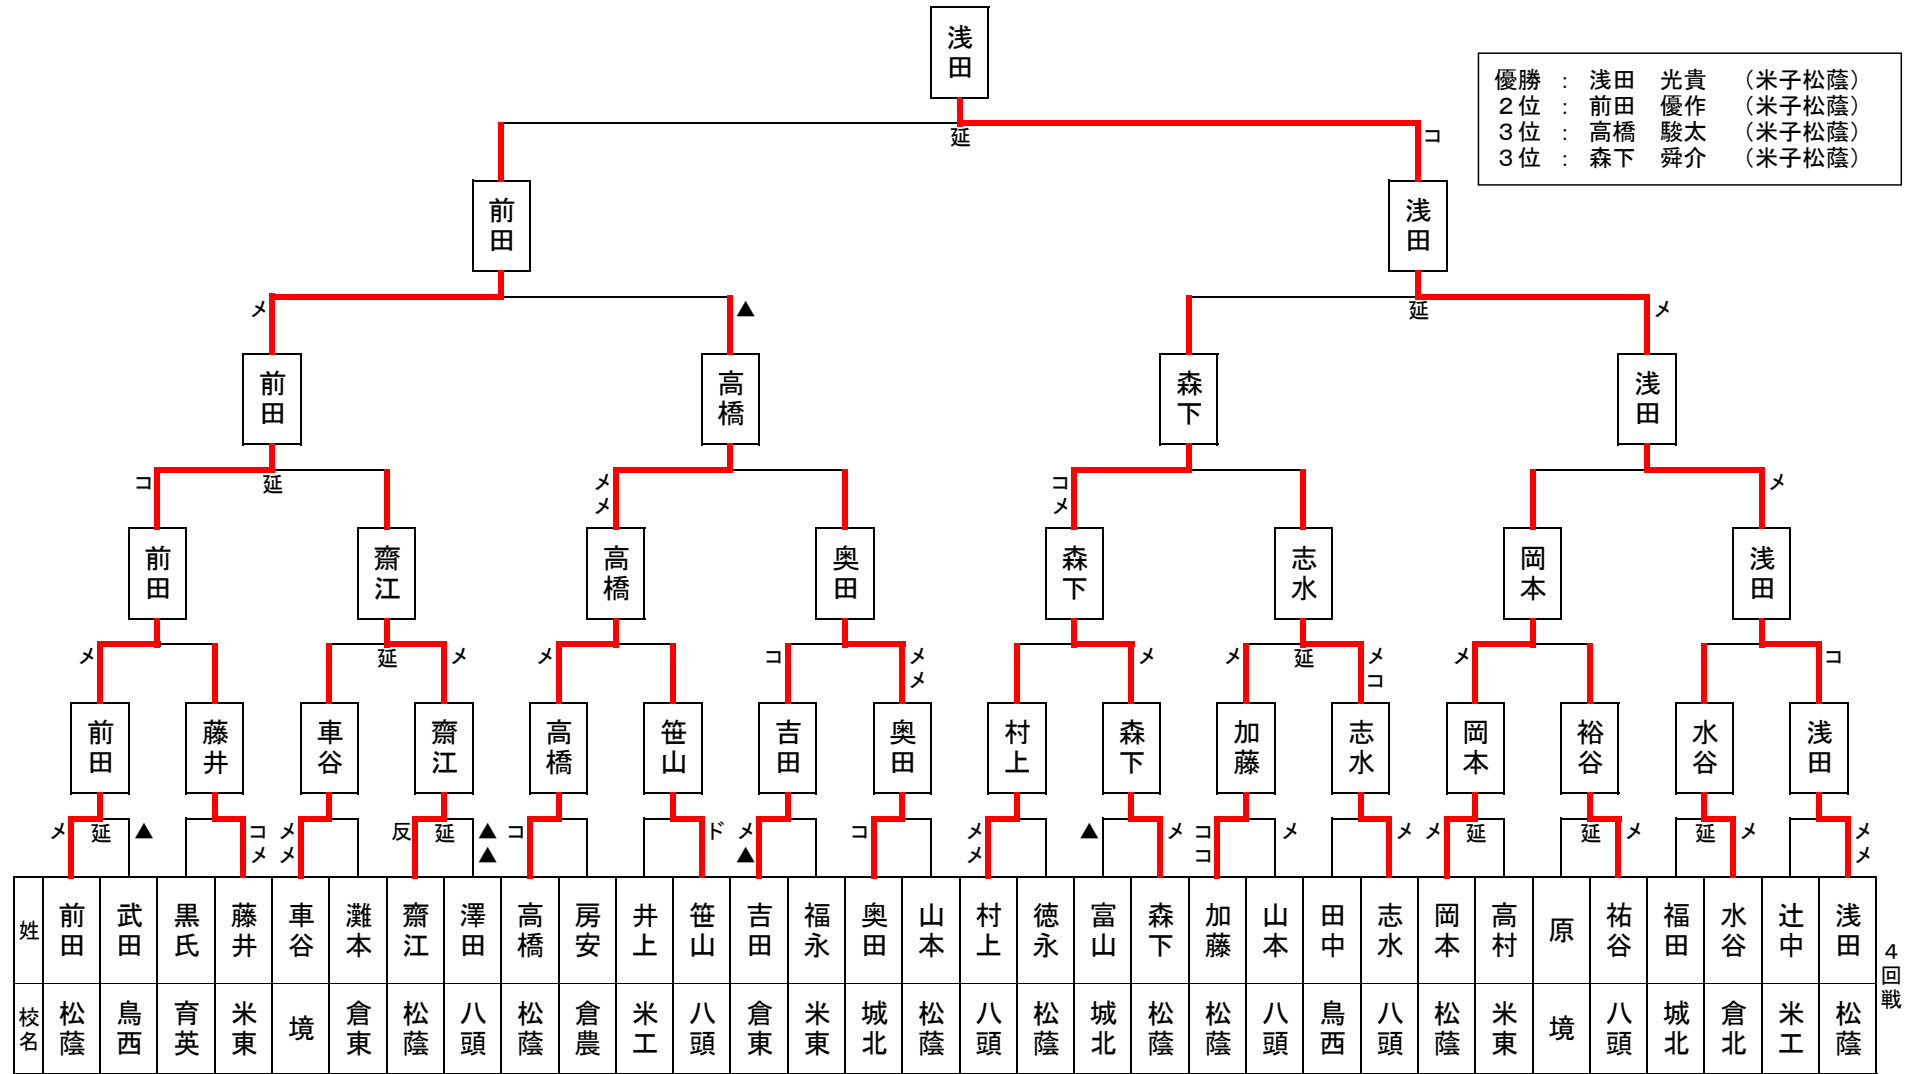 浅田
優勝 : 浅田 光貴 (米子松蔭)
2位 : 前田 優作 (米子松蔭)
3位 : 高橋 駿太 (米子松蔭)
3位 : 森下 舜介 (米子松蔭)
延 コ
前田 浅田
メ ▲ 延 メ
前田 高橋 森下 浅田
コ 延 メメ コメ メ
前田 齋江 高橋 奥田 森下 志水 岡本 浅田
メ 延 メ メ コ メメ メ メ 延 メコ メ コ
前田 藤井 車谷 齋江 高橋 笹山 吉田 奥田 村上 森下 加藤 志水 岡本 裕谷 水谷 浅田
メ 延 ▲ コメ メメ 反 延 ▲▲ コ ド メ▲ コ メメ ▲ メ ココ メ メ メ 延 延 メ 延 メ メメ
姓 前田 武田 黒氏 藤井 車谷 灘本 齋江 澤田 高橋 房安 井上 笹山 吉田 福永 奥田 山本 村上 徳永 富山 森下 加藤 山本 田中 志水 岡本 高村 原 祐谷 福田 水谷 辻中 浅田
校名 松蔭 鳥西 育英 米東 境 倉東 松蔭 八頭 松蔭 倉農 米工 八頭 倉東 米東 城北 松蔭 八頭 松蔭 城北 松蔭 松蔭 八頭 鳥西 八頭 松蔭 米東 境 八頭 城北 倉北 米工 松蔭
4回戦